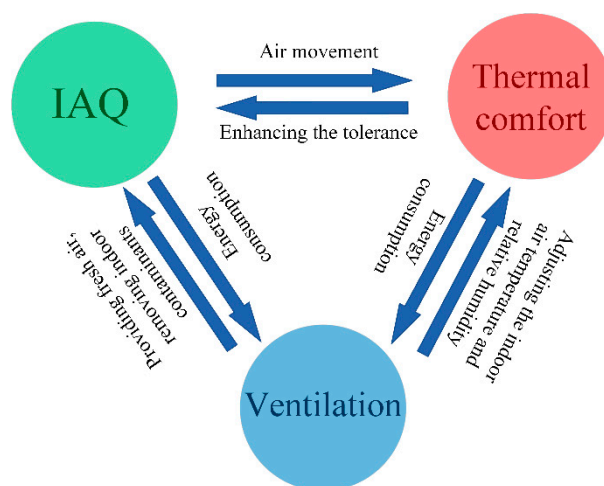 Air movement
IAQ
Thermal
comfort
Enhancing the tolerance
Energy
consumption
Providing fresh air,
removing indoor
contaminants
Energy
consumption
Adjusting the indoor
air temperature and
relative humidity
Ventilation